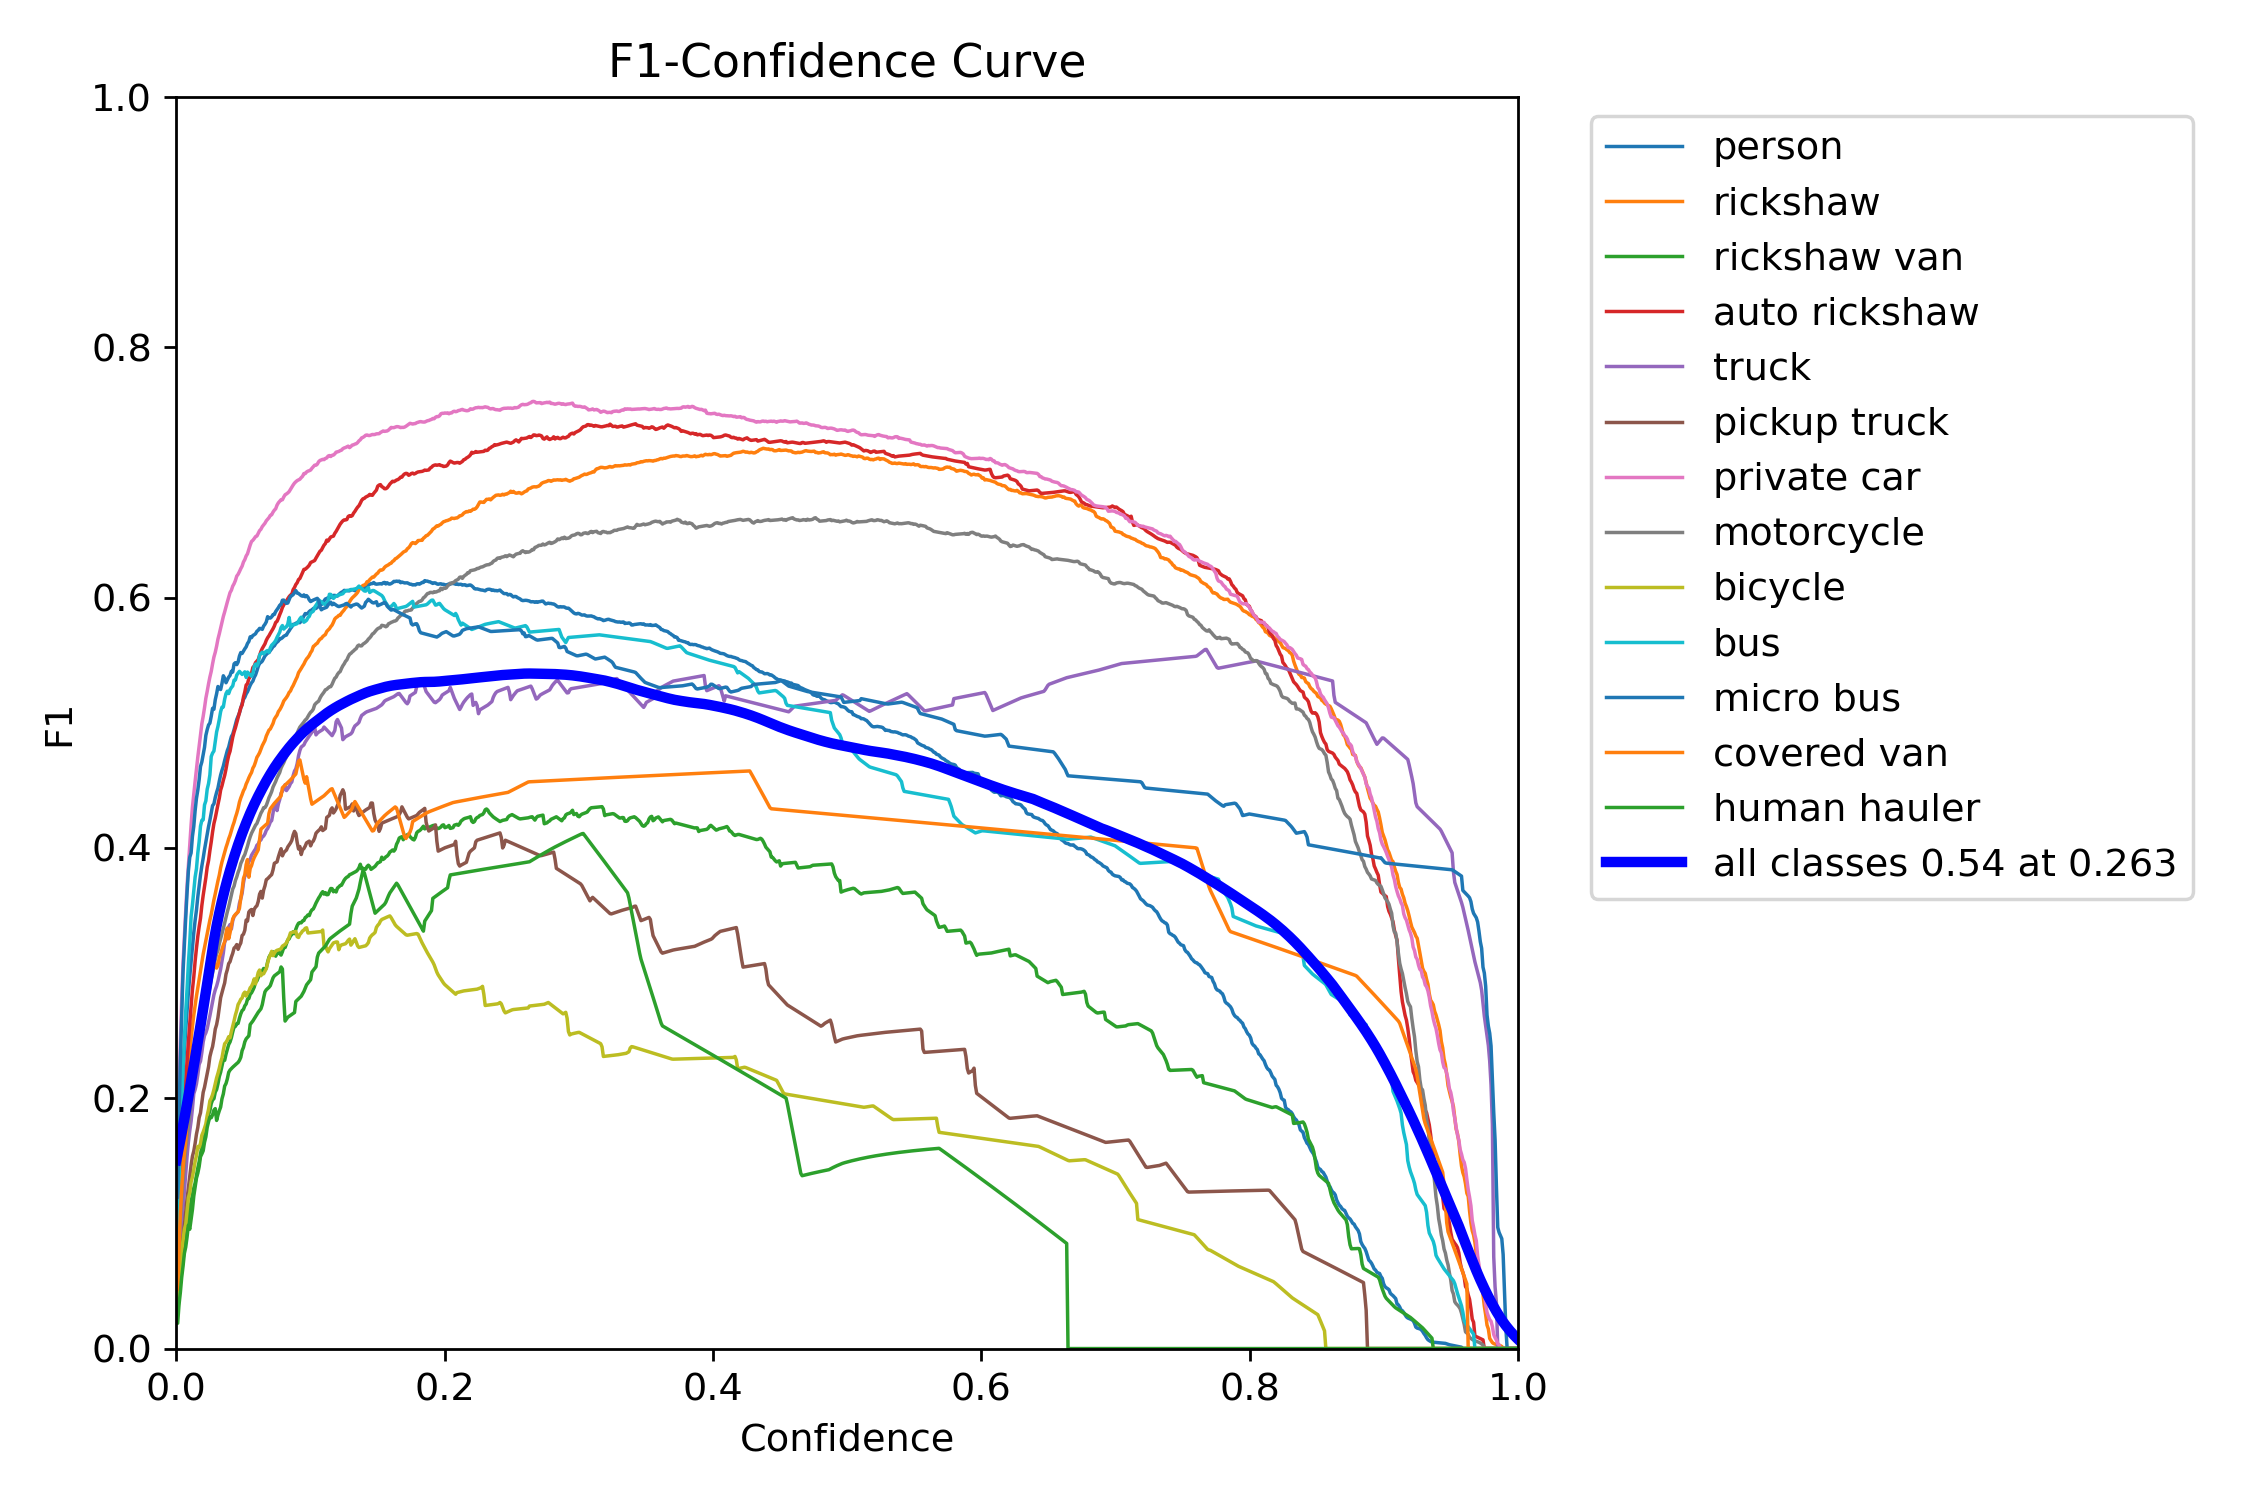 F1-Confidence Curve
1.0
0.8
0.6
0.4
0.2
0.0
F1
0.0 0.2 0.4 0.6 0.8 1.0
Confidence
person
rickshaw
rickshaw van
auto rickshaw
truck
pickup truck
private car
motorcycle
bicycle
bus
micro bus
covered van
human hauler
all classes 0.54 at 0.263